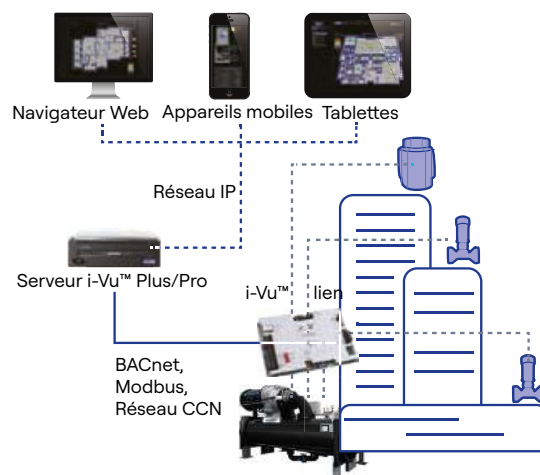 Navigateur Web
Appareils mobiles
Tablettes
Réseau IP
Serveur i-Vu™ Plus/Pro
i-Vu™
lien
BACnet,
Modbus,
Réseau CCN